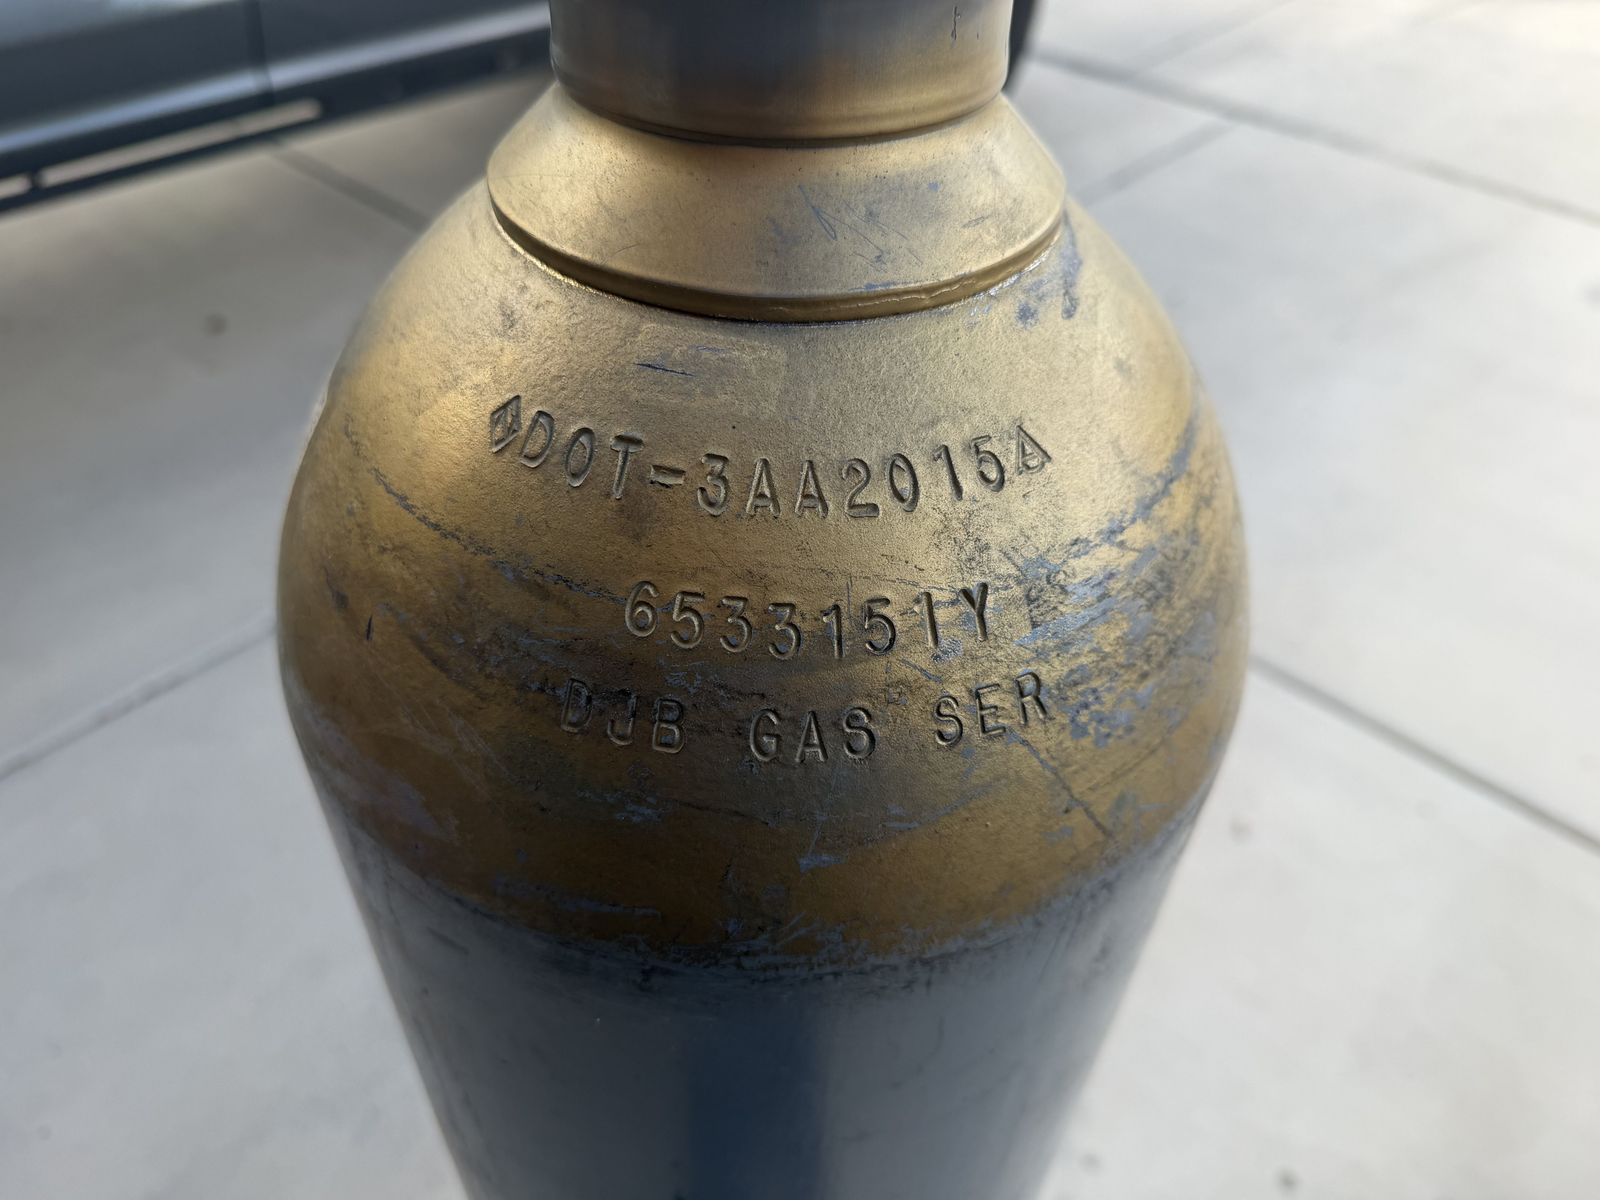 DOT-3AA2015
6533151Y
DJB GAS SER